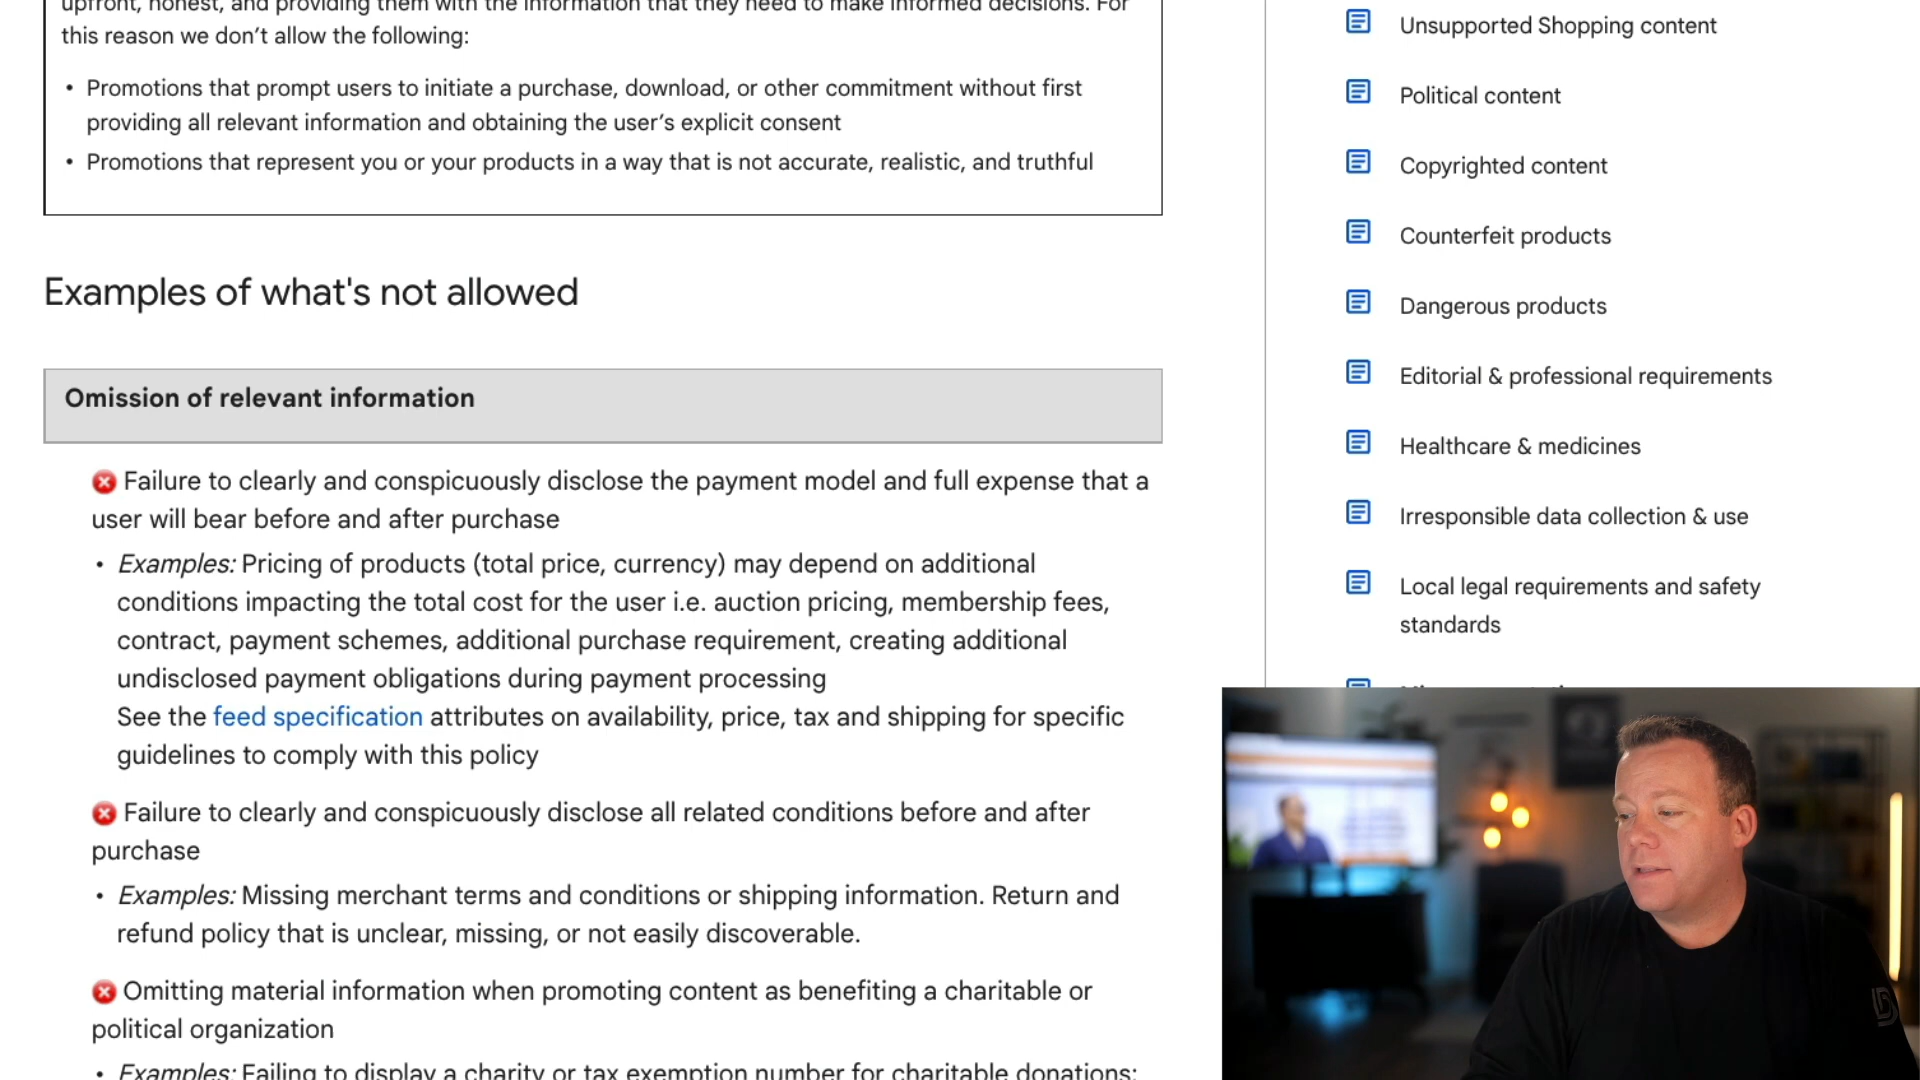 upfront, honest, and providing them with the information that they need to make informed decisions. For
this reason we don’t allow the following:
• Promotions that prompt users to initiate a purchase, download, or other commitment without first
providing all relevant information and obtaining the user’s explicit consent
• Promotions that represent you or your products in a way that is not accurate, realistic, and truthful
Examples of what's not allowed
Omission of relevant information
Failure to clearly and conspicuously disclose the payment model and full expense that a
user will bear before and after purchase
• Examples: Pricing of products (total price, currency) may depend on additional
conditions impacting the total cost for the user i.e. auction pricing, membership fees,
contract, payment schemes, additional purchase requirement, creating additional
undisclosed payment obligations during payment processing
See the feed specification attributes on availability, price, tax and shipping for specific
guidelines to comply with this policy
Failure to clearly and conspicuously disclose all related conditions before and after
purchase
• Examples: Missing merchant terms and conditions or shipping information. Return and
refund policy that is unclear, missing, or not easily discoverable.
Omitting material information when promoting content as benefiting a charitable or
political organization
• Examples: Failing to display a charity or tax exemption number for charitable donations;
Unsupported Shopping content
Political content
Copyrighted content
Counterfeit products
Dangerous products
Editorial & professional requirements
Healthcare & medicines
Irresponsible data collection & use
Local legal requirements and safety
standards